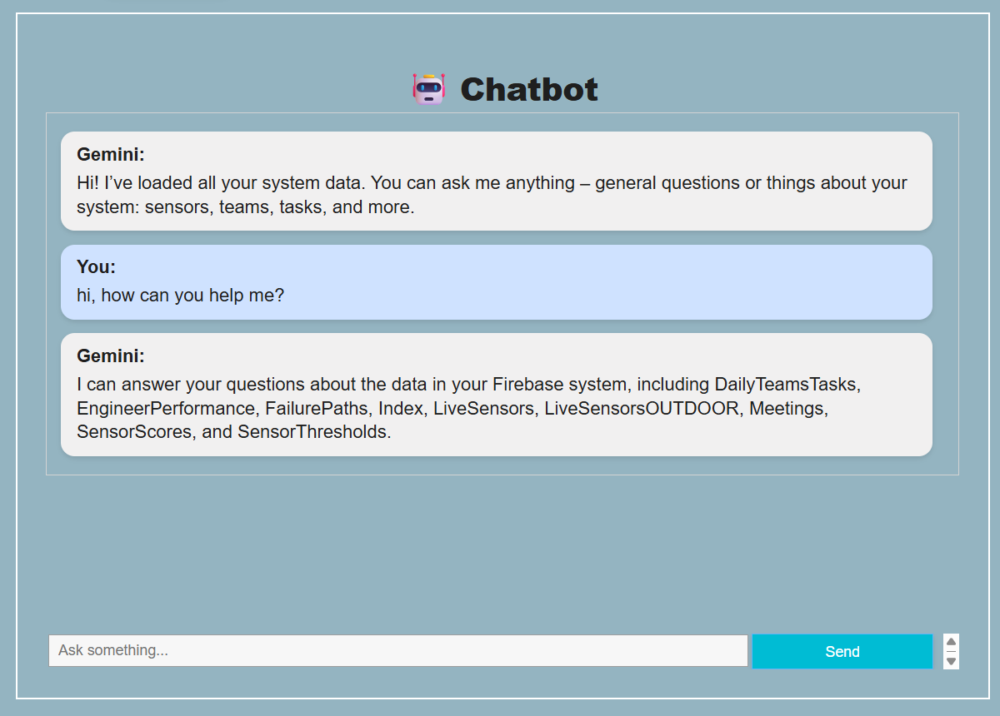 Chatbot
Gemini:
Hi! I’ve loaded all your system data. You can ask me anything – general questions or things about your
system: sensors, teams, tasks, and more.
You:
hi, how can you help me?
Gemini:
I can answer your questions about the data in your Firebase system, including DailyTeamsTasks,
EngineerPerformance, FailurePaths, Index, LiveSensors, LiveSensorsOUTDOOR, Meetings,
SensorScores, and SensorThresholds.
Ask something...
Send